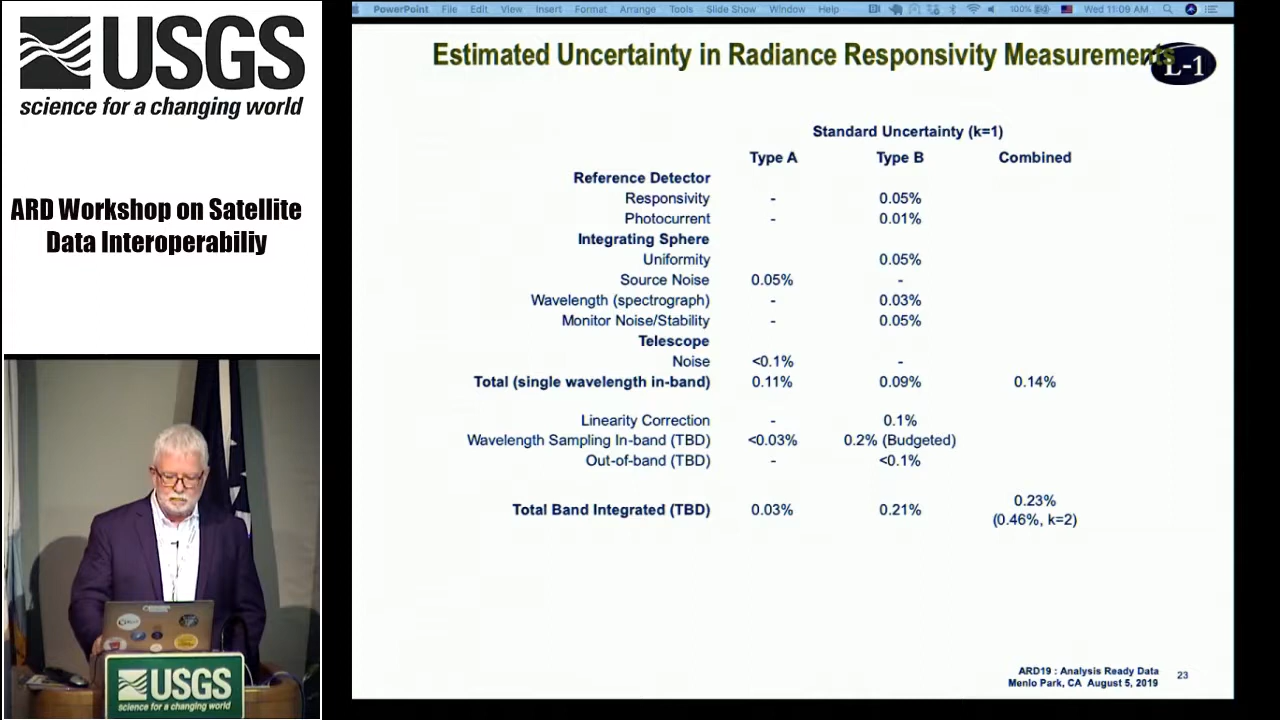 USGS
science for a changing world
ARD Workshop on Satellite
Data Interoperabiliy
PowerPoint File Edit View Insert Format Arrange Tools Slide Show Window Help 100% Wed 11:09 AM
Estimated Uncertainty in Radiance Responsivity Measurements
L-1
Standard Uncertainty (k=1)
Type A Type B Combined
Reference Detector
Responsivity - 0.05%
Photocurrent - 0.01%
Integrating Sphere
Uniformity 0.05%
Source Noise 0.05% -
Wavelength (spectrograph) - 0.03%
Monitor Noise/Stability - 0.05%
Telescope
Noise <0.1% -
Total (single wavelength in-band) 0.11% 0.09% 0.14%
Linearity Correction - 0.1%
Wavelength Sampling In-band (TBD) <0.03% 0.2% (Budgeted)
Out-of-band (TBD) - <0.1%
Total Band Integrated (TBD) 0.03% 0.21% 0.23%
(0.46%, k=2)
ARD19 : Analysis Ready Data
Menlo Park, CA August 5, 2019
23
USGS
science for a changing world